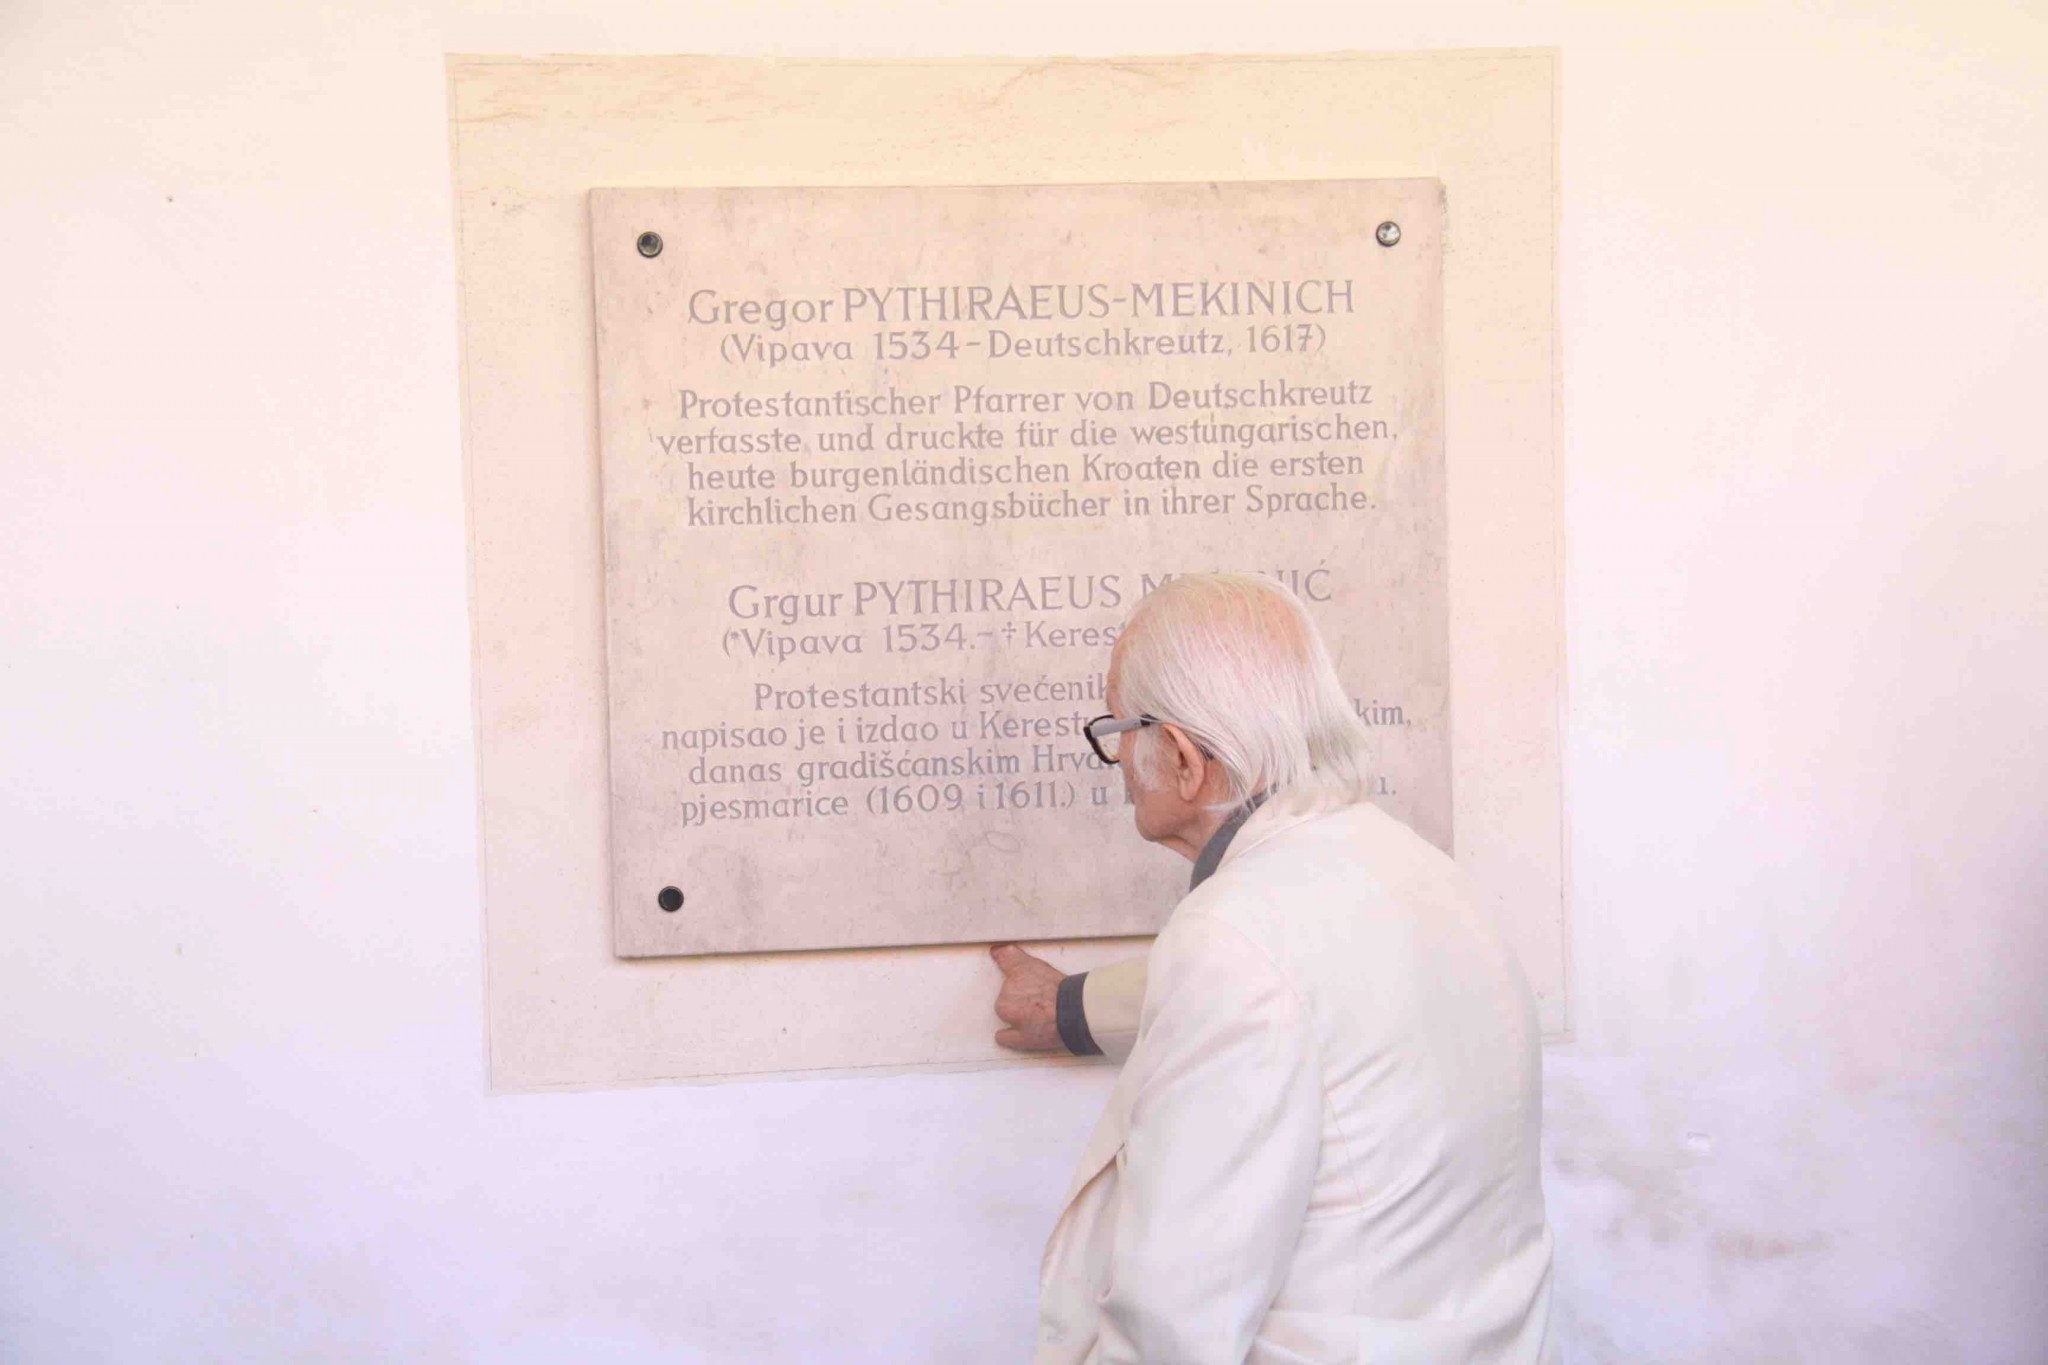 Gregor PYTHIRAEUS-MEKINICH
(Vipava 1534 – Deutschkreutz, 1617)
Protestantischer Pfarrer von Deutschkreutz
verfasste und druckte für die westungarischen,
heute burgenländischen Kroaten die ersten
kirchlichen Gesangsbücher in ihrer Sprache.
Grgur PYTHIRAEUS
(*Vipava 1534. – †
Protestantski svećenik
napisao je i izdao u
danas gradišćanskim
pjesmarice (1609 i 1611.) u